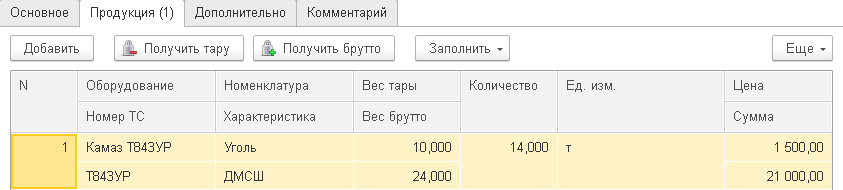 Основное Продукция (1) Дополнительно Комментарий
Добавить Получить тару Получить брутто Заполнить Еще
N Оборудование Номенклатура Вес тары Количество Ед. изм. Цена
Номер ТС Характеристика Вес брутто Сумма
1 Камаз Т843УР Уголь 10,000 14,000 т 1 500,00
Т843УР ДМСШ 24,000 21 000,00